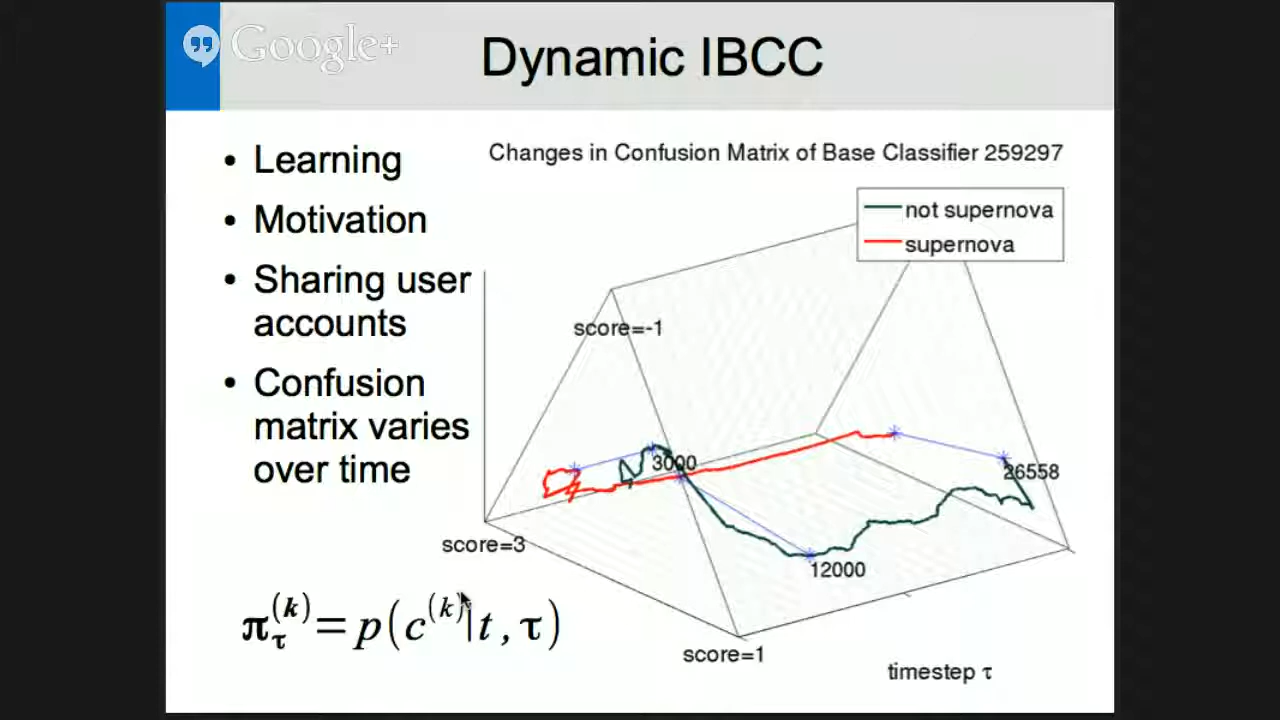 Google+
Dynamic IBCC
• Learning
• Motivation
• Sharing user
accounts
• Confusion
matrix varies
over time
Changes in Confusion Matrix of Base Classifier 259297
not supernova
supernova
score=-1
3000
26558
score=3
12000
score=1
timestep τ
π_τ^(k)=p(c^(k)|t,τ)